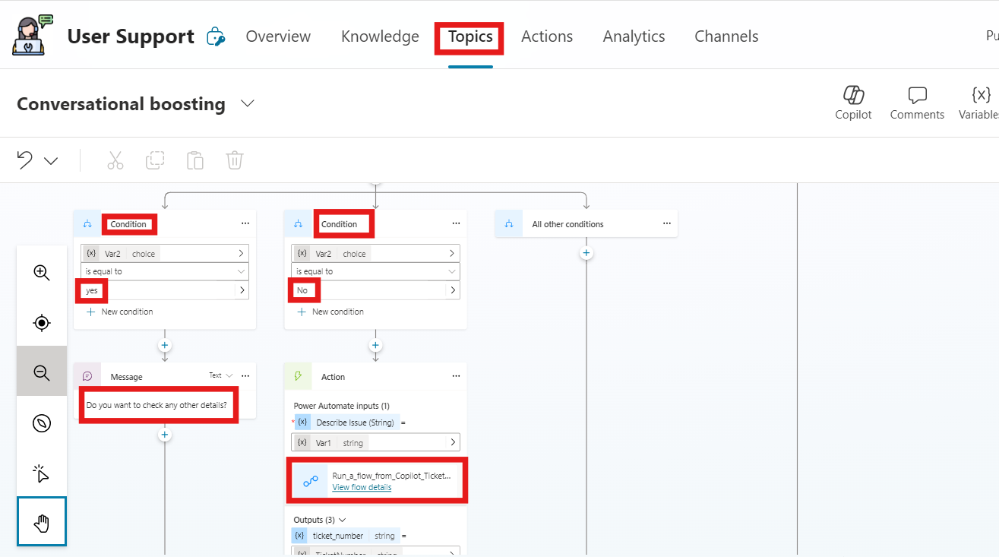 User Support
Overview
Knowledge
Topics
Actions
Analytics
Channels
Pu
Conversational boosting
Copilot
Comments
{x}
Variable
Condition
{x} Var2 choice
is equal to
yes
New condition
Condition
{x} Var2 choice
is equal to
No
New condition
All other conditions
Message
Text
Do you want to check any other details?
Action
Power Automate inputs (1)
* {x} Describe Issue (String) =
{x} Var1 string
Run_a_flow_from_Copilot_Ticket...
View flow details
Outputs (3)
{x} ticket_number string =
{x} TicketNumber string